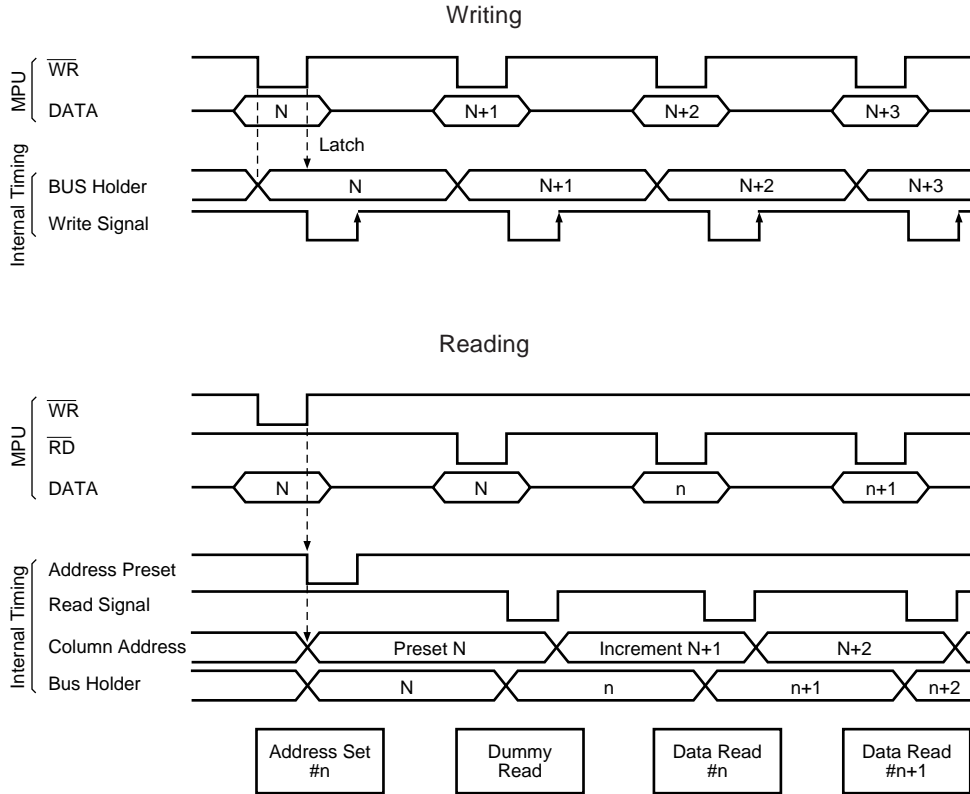 Writing
MPU
WR
DATA
N
N+1
N+2
N+3
Latch
Internal Timing
BUS Holder
N
N+1
N+2
N+3
Write Signal
Reading
MPU
WR
RD
DATA
N
N
n
n+1
Internal Timing
Address Preset
Read Signal
Column Address
Preset N
Increment N+1
N+2
Bus Holder
N
n
n+1
n+2
Address Set
#n
Dummy
Read
Data Read
#n
Data Read
#n+1